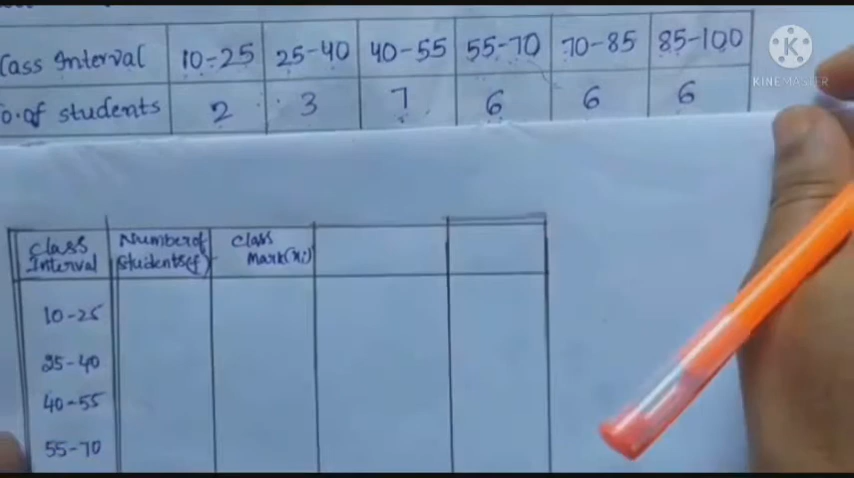 lass Interval 10-25 25-40 40-55 55-70 70-85 85-100
o.of students 2 3 7 6 6 6
K
KINEMASTER
Class Interval Number of students(f) Class Mark(xi)
10-25
25-40
40-55
55-70